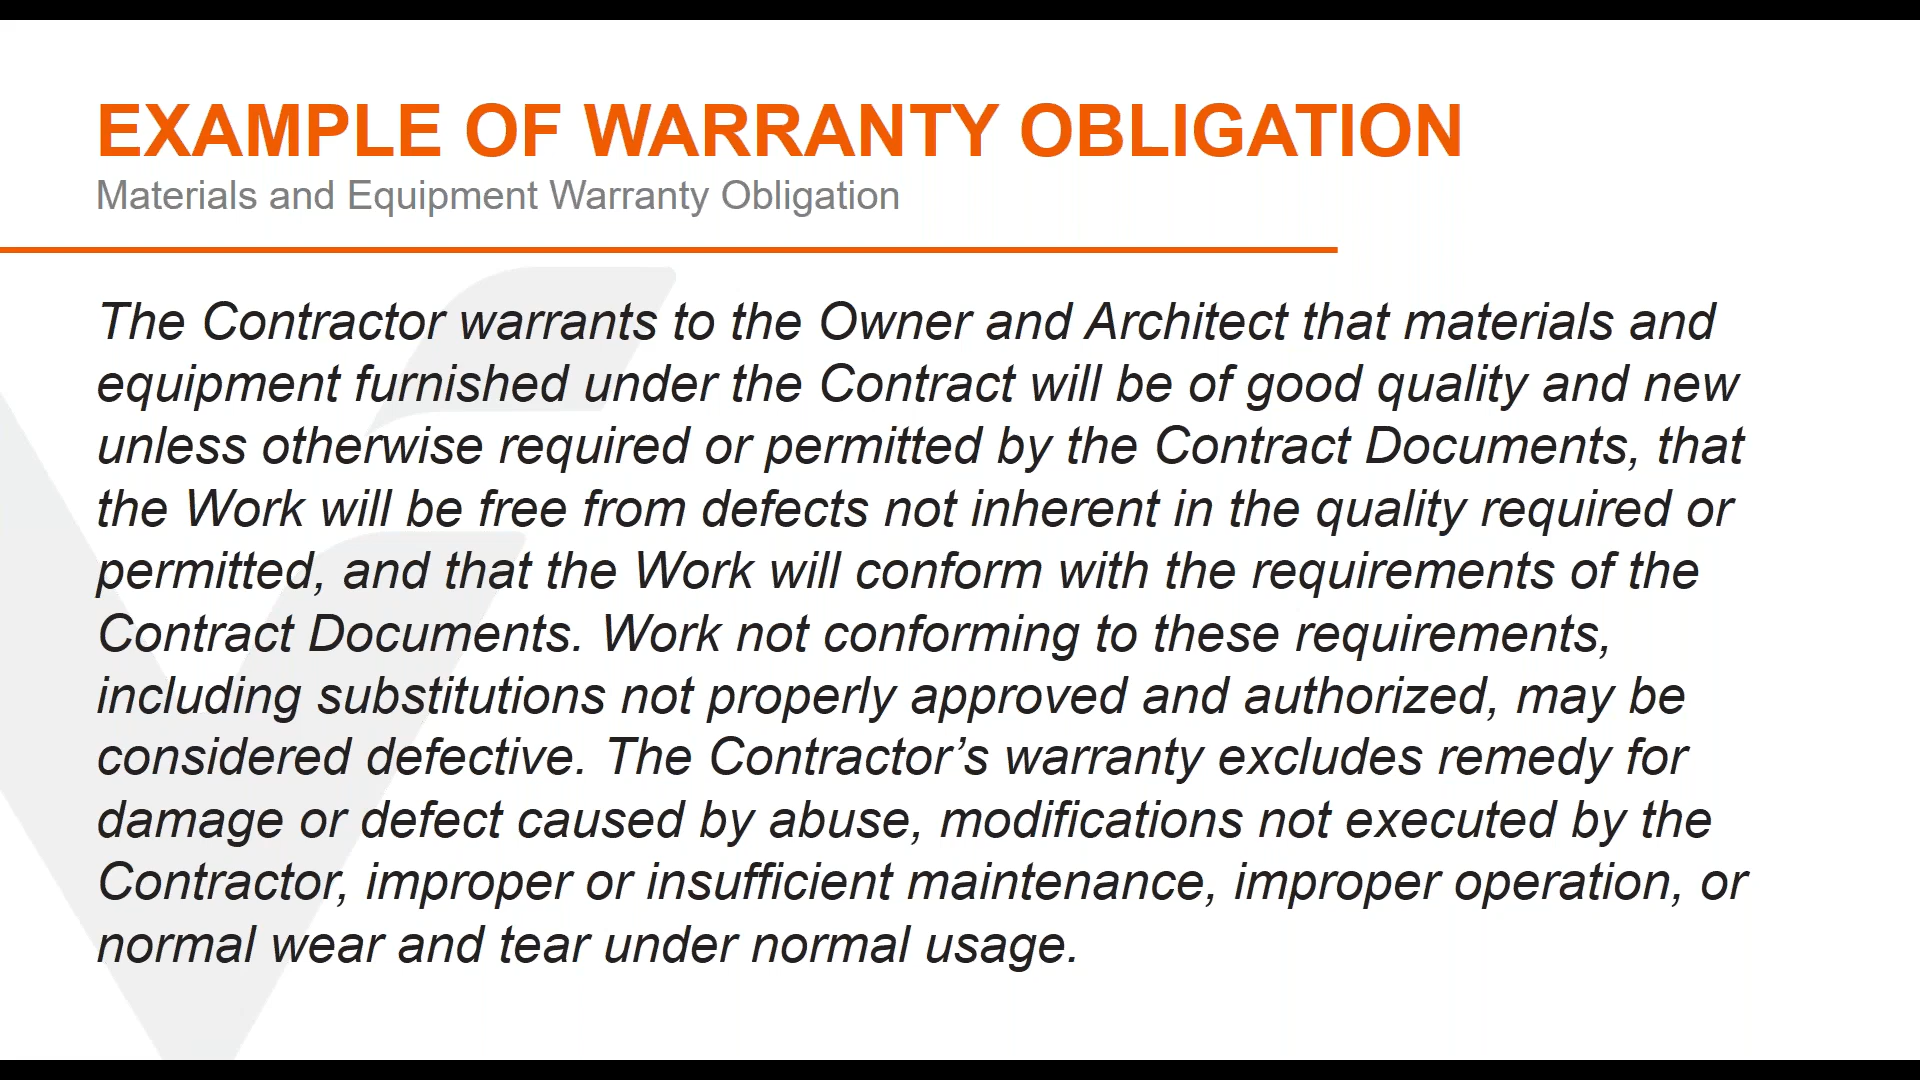 EXAMPLE OF WARRANTY OBLIGATION
Materials and Equipment Warranty Obligation
The Contractor warrants to the Owner and Architect that materials and
equipment furnished under the Contract will be of good quality and new
unless otherwise required or permitted by the Contract Documents, that
the Work will be free from defects not inherent in the quality required or
permitted, and that the Work will conform with the requirements of the
Contract Documents. Work not conforming to these requirements,
including substitutions not properly approved and authorized, may be
considered defective. The Contractor’s warranty excludes remedy for
damage or defect caused by abuse, modifications not executed by the
Contractor, improper or insufficient maintenance, improper operation, or
normal wear and tear under normal usage.